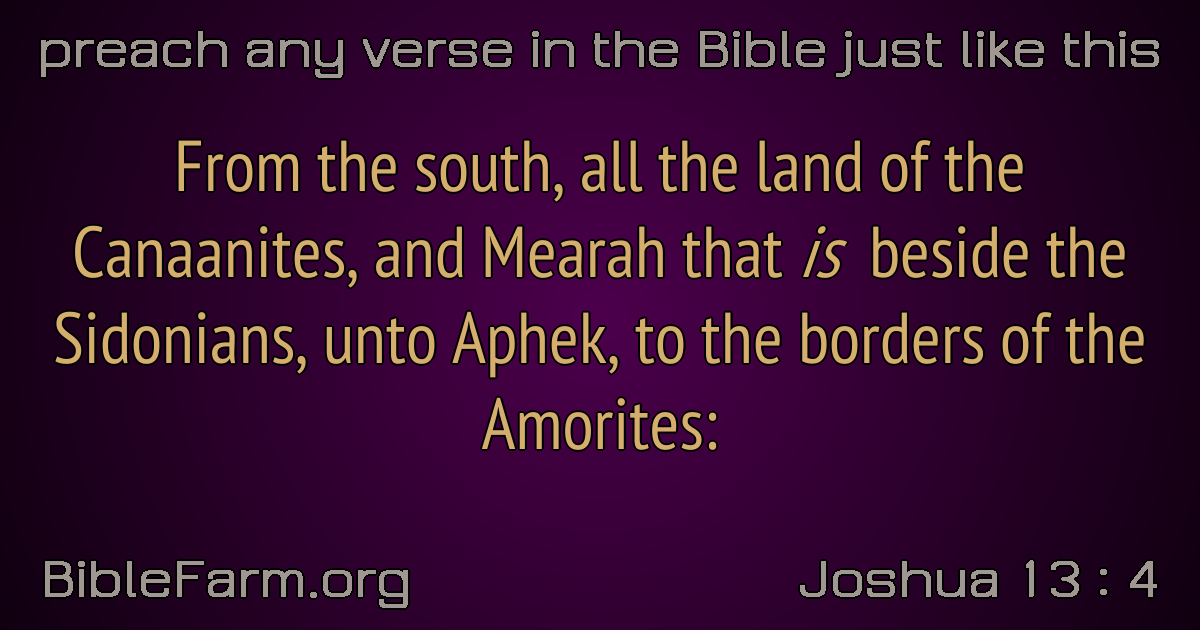 preach any verse in the Bible just like this
From the south, all the land of the
Canaanites, and Mearah that is beside the
Sidonians, unto Aphek, to the borders of the
Amorites:
BibleFarm.org
Joshua 13 : 4